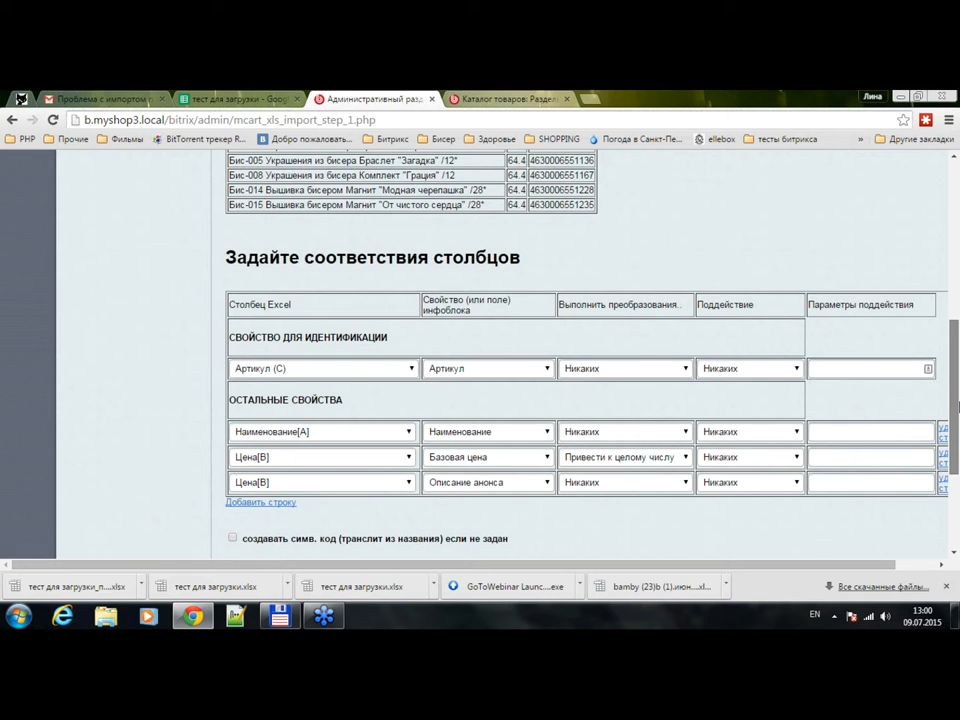 Проблема с импортом
тест для загрузки - Goog
Административный разд
Каталог товаров: Раздел
Лина
b.myshop3.local/bitrix/admin/mcart_xls_import_step_1.php
PHP
Прочие
Фильмы
BitTorrent трекер R...
Добро пожаловать...
Битрикс
Бисер
Здоровье
SHOPPING
Погода в Санкт-Пе...
ellebox
тесты битрикса
»
Другие закладки
Бис-005 Украшения из бисера Браслет "Загадка" /12* 64.4 4630006551136
Бис-008 Украшения из бисера Комплект "Грация" /12 64.4 4630006551167
Бис-014 Вышивка бисером Магнит "Модная черепашка" /28* 64.4 4630006551228
Бис-015 Вышивка бисером Магнит "От чистого сердца" /28* 64.4 4630006551235
Задайте соответствия столбцов
Столбец Excel
Свойство (или поле)
инфоблока
Выполнить преобразования..
Поддействие
Параметры поддействия
СВОЙСТВО ДЛЯ ИДЕНТИФИКАЦИИ
Артикул (C) Артикул Никаких Никаких
ОСТАЛЬНЫЕ СВОЙСТВА
Наименование[A] Наименование Никаких Никаких
уд
ст
Цена[B] Базовая цена Привести к целому числу Никаких
уд
ст
Цена[B] Описание анонса Никаких Никаких
уд
ст
Добавить строку
создавать симв. код (транслит из названия) если не задан
тест для загрузки_п....xlsx
тест для загрузки.xlsx
тест для загрузки.xlsx
GoToWebinar Launc....exe
bamby (23)b (1).июн....xl...
Все скачанные файлы...
EN
13:00
09.07.2015